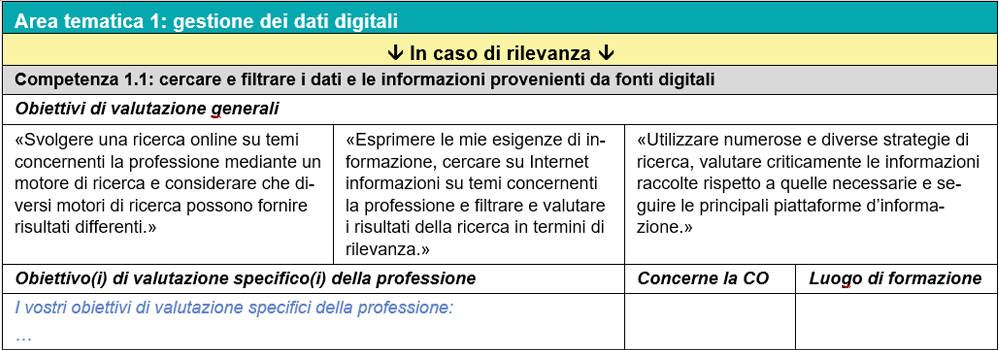 Area tematica 1: gestione dei dati digitali
↓ In caso di rilevanza ↓
Competenza 1.1: cercare e filtrare i dati e le informazioni provenienti da fonti digitali
Obiettivi di valutazione generali
«Svolgere una ricerca online su temi
concernenti la professione mediante un
motore di ricerca e considerare che di-
versi motori di ricerca possono fornire
risultati differenti.»
«Esprimere le mie esigenze di in-
formazione, cercare su Internet
informazioni su temi concernenti
la professione e filtrare e valutare
i risultati della ricerca in termini di
rilevanza.»
«Utilizzare numerose e diverse strategie di
ricerca, valutare criticamente le informazioni
raccolte rispetto a quelle necessarie e se-
guire le principali piattaforme d'informa-
zione.»
Obiettivo(i) di valutazione specifico(i) della professione
Concerne la CO
Luogo di formazione
I vostri obiettivi di valutazione specifici della professione:
…